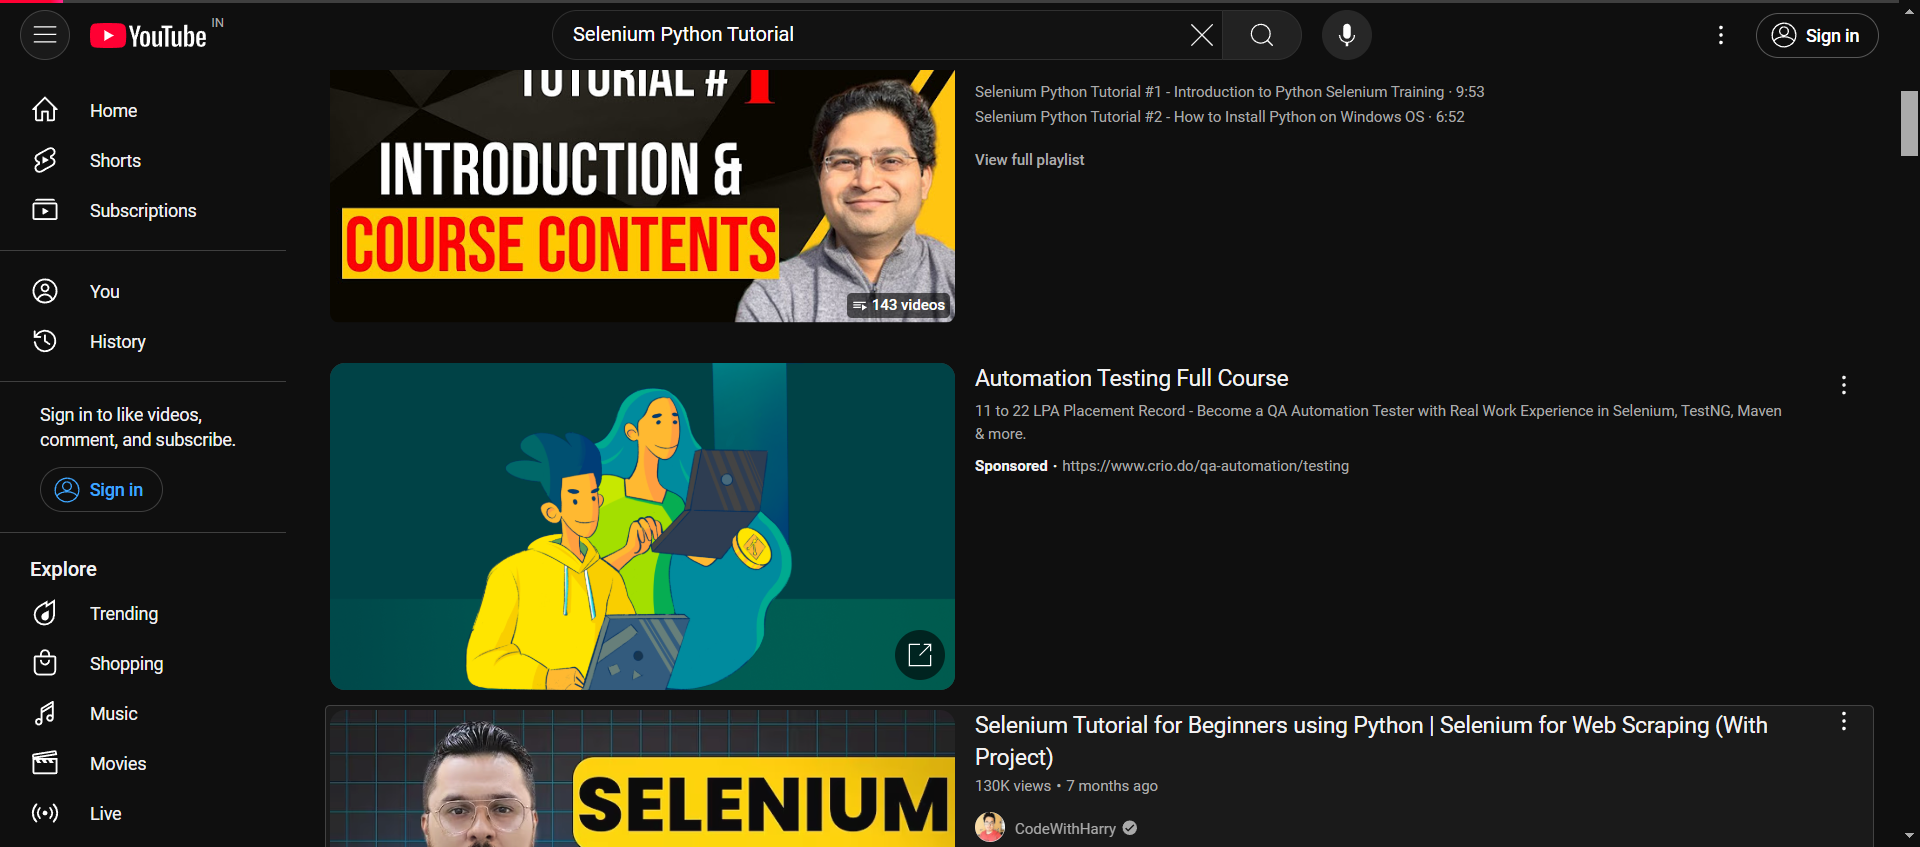 YouTube IN
Selenium Python Tutorial
Sign in
Home
Shorts
Subscriptions
You
History
Sign in to like videos,
comment, and subscribe.
Sign in
Explore
Trending
Shopping
Music
Movies
Live
TUTORIAL # 1
INTRODUCTION &
COURSE CONTENTS
143 videos
Selenium Python Tutorial #1 - Introduction to Python Selenium Training · 9:53
Selenium Python Tutorial #2 - How to Install Python on Windows OS · 6:52
View full playlist
Automation Testing Full Course
11 to 22 LPA Placement Record - Become a QA Automation Tester with Real Work Experience in Selenium, TestNG, Maven
& more.
Sponsored · https://www.crio.do/qa-automation/testing
SELENIUM
Selenium Tutorial for Beginners using Python | Selenium for Web Scraping (With
Project)
130K views • 7 months ago
CodeWithHarry